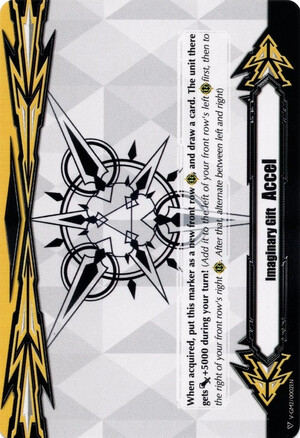 When acquired, put this marker as a new front row Ⓡ, and draw a card. The unit there
gets +5000 during your turn! (Add it to the left of your front row's left Ⓡ first, then to
the right of your front row's right Ⓡ. After that, alternate between left and right)
Imaginary Gift Accel
V-GM2/0002EN